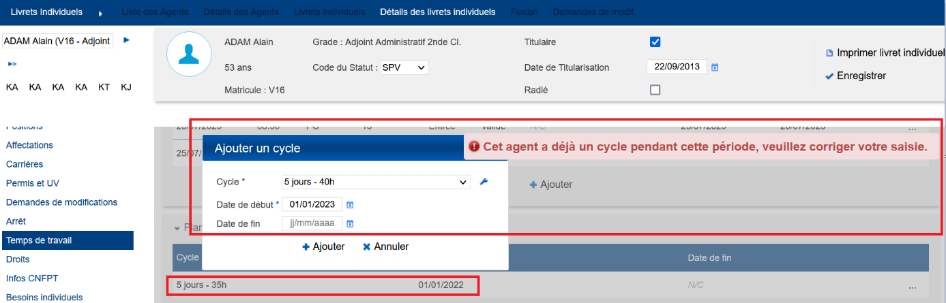 Livrets Individuels Liste des Agents Détails des Agents Livrets Individuels Détails des livrets individuels Fusion Demandes de modif.
ADAM Alain (V16 - Adjoint
KA KA KA KA KT KJ
ADAM Alain Grade : Adjoint Administratif 2nde Cl. Titulaire
53 ans Code du Statut : SPV Date de Titularisation 22/09/2013
Matricule : V16 Radié
Imprimer livret individuel
Enregistrer
Positions
Affectations
Carrières
Permis et UV
Demandes de modifications
Arrêt
Temps de travail
Droits
Infos CNFPT
Besoins individuels
25/07/
Ajouter un cycle
Cet agent a déjà un cycle pendant cette période, veuillez corriger votre saisie.
Cycle * 5 jours - 40h
Date de début * 01/01/2023
Date de fin jj/mm/aaaa
Ajouter Annuler
Ajouter
Cycle Date de fin
5 jours - 35h 01/01/2022 N/C ...